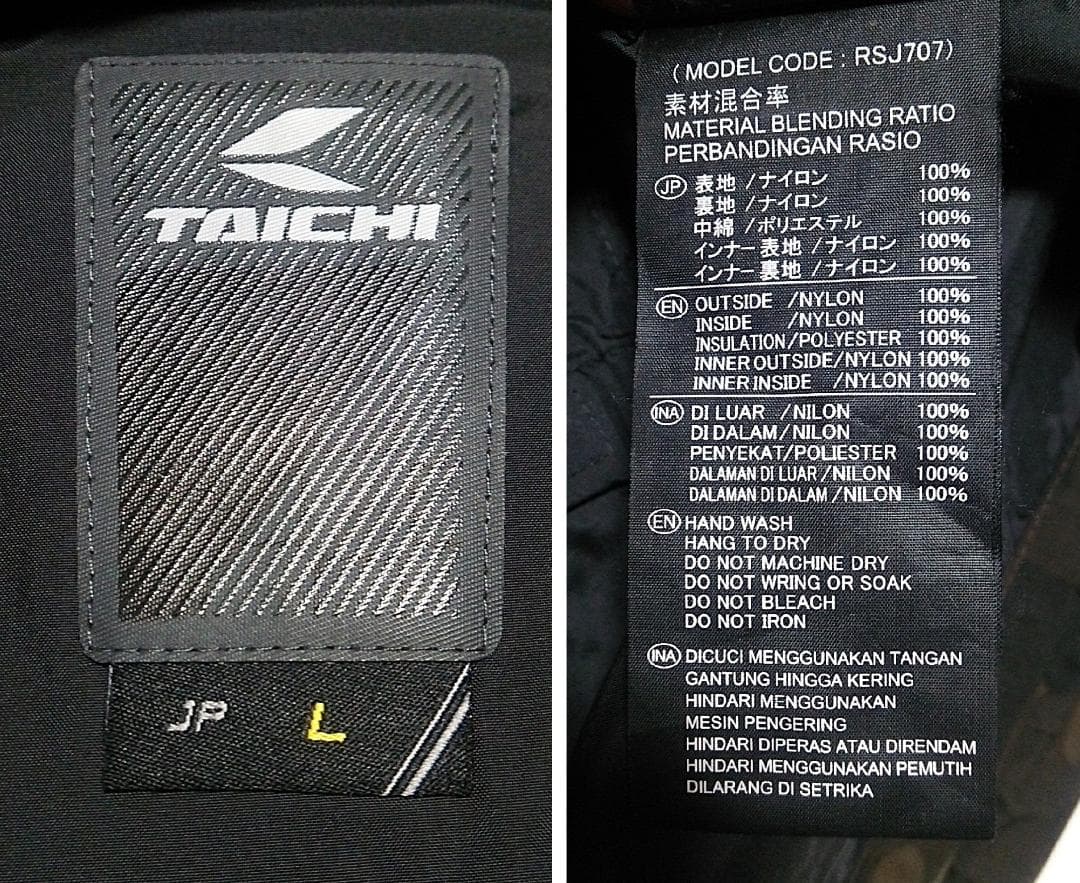 TAICHI
JP L
(MODEL CODE : RSJ707)
素材混合率
MATERIAL BLENDING RATIO
PERBANDINGAN RASIO
JP 表地 /ナイロン 100%
裏地 /ナイロン 100%
中綿 /ポリエステル 100%
インナー表地/ナイロン 100%
インナー裏地/ナイロン 100%
EN OUTSIDE /NYLON 100%
INSIDE /NYLON 100%
INSULATION/POLYESTER 100%
INNER OUTSIDE/NYLON 100%
INNER INSIDE /NYLON 100%
INA DI LUAR /NILON 100%
DI DALAM/NILON 100%
PENYEKAT/POLIESTER 100%
DALAMAN DI LUAR/NILON 100%
DALAMAN DI DALAM/NILON 100%
EN HAND WASH
HANG TO DRY
DO NOT MACHINE DRY
DO NOT WRING OR SOAK
DO NOT BLEACH
DO NOT IRON
INA DICUCI MENGGUNAKAN TANGAN
GANTUNG HINGGA KERING
HINDARI MENGGUNAKAN
MESIN PENGERING
HINDARI DIPERAS ATAU DIRENDAM
HINDARI MENGGUNAKAN PEMUTIH
DILARANG DI SETRIKA